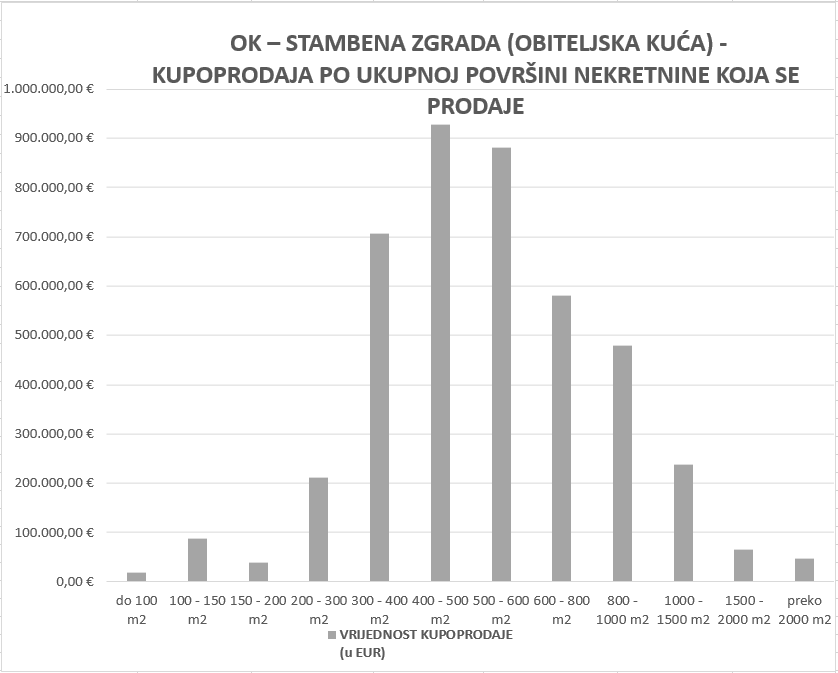 OK – STAMBENA ZGRADA (OBITELJSKA KUĆA) -
KUPOPRODAJA PO UKUPNOJ POVRŠINI NEKRETNINE KOJA SE
PRODAJE
1.000.000,00 €
900.000,00 €
800.000,00 €
700.000,00 €
600.000,00 €
500.000,00 €
400.000,00 €
300.000,00 €
200.000,00 €
100.000,00 €
0,00 €
do 100
m2
100 - 150
m2
150 - 200
m2
200 - 300
m2
300 - 400
m2
400 - 500
m2
500 - 600
m2
600 - 800
m2
800 -
1000 m2
1000 -
1500 m2
1500 -
2000 m2
preko
2000 m2
VRIJEDNOST KUPOPRODAJE
(u EUR)